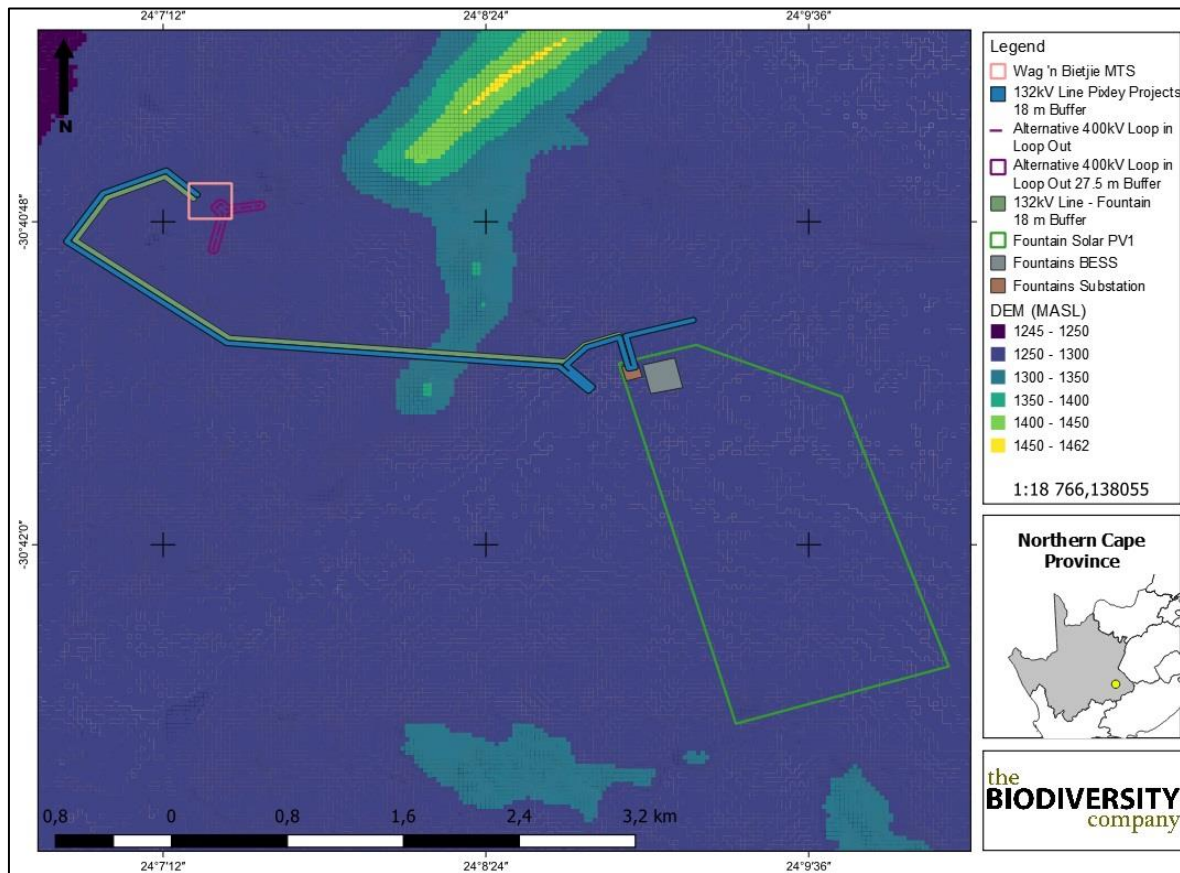 24°7'12"
24°8'24"
24°9'36"
-30°40'48"
-30°42'0"
N
0,8
0
0,8
1,6
2,4
3,2 km
24°7'12"
24°8'24"
24°9'36"
Legend
Wag 'n Bietjie MTS
132kV Line Pixley Projects
18 m Buffer
Alternative 400kV Loop in
Loop Out
Alternative 400kV Loop in
Loop Out 27.5 m Buffer
132kV Line - Fountain
18 m Buffer
Fountain Solar PV1
Fountains BESS
Fountains Substation
DEM (MASL)
1245 - 1250
1250 - 1300
1300 - 1350
1350 - 1400
1400 - 1450
1450 - 1462
1:18 766,138055
Northern Cape
Province
the
BIODIVERSITY
company